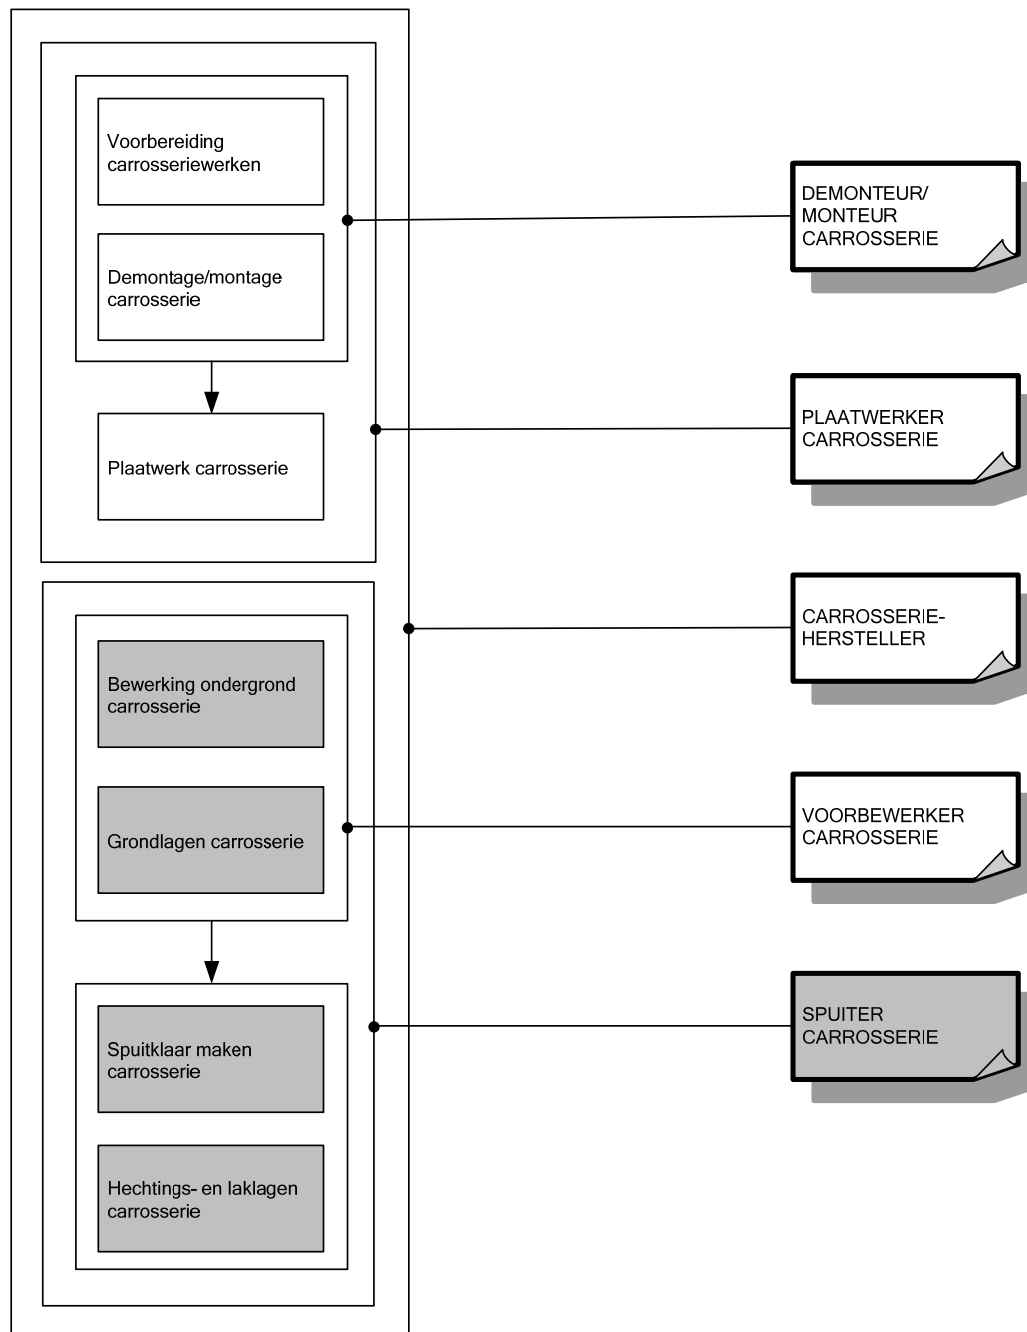 Voorbereiding
carrosseriewerken
Demontage/montage
carrosserie
Plaatwerk carrosserie
Bewerking ondergrond
carrosserie
Grondlagen carrosserie
Spuitklaar maken
carrosserie
Hechtings- en laklagen
carrosserie
DEMONTEUR/
MONTEUR
CARROSSERIE
PLAATWERKER
CARROSSERIE
CARROSSERIE-
HERSTELLER
VOORBEWERKER
CARROSSERIE
SPUITER
CARROSSERIE